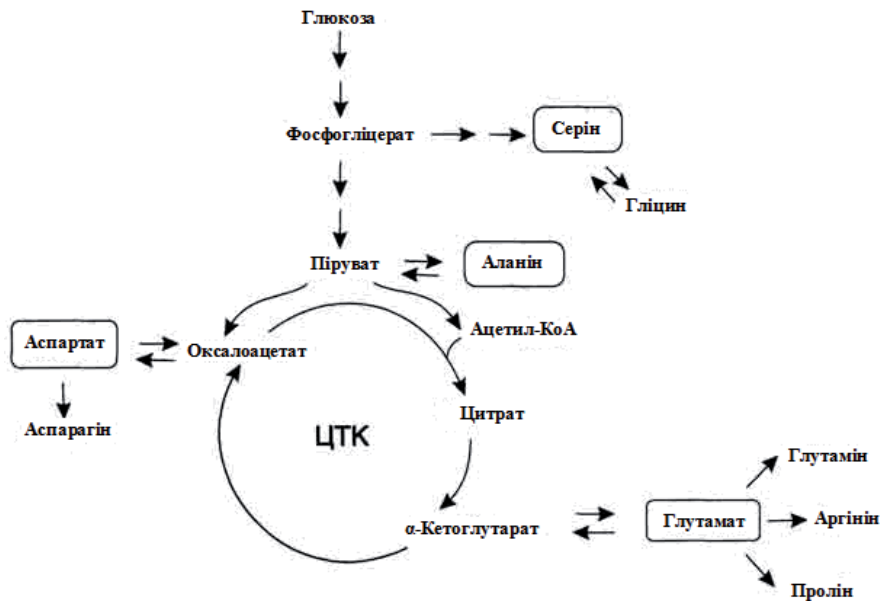 Глюкоза
Фосфогліцерат
Серін
Гліцин
Піруват
Аланін
Ацетил-КоА
Аспартат
Оксалоацетат
Цитрат
Аспарагін
ЦТК
Глутамін
α-Кетоглутарат
Глутамат
Аргінін
Пролін